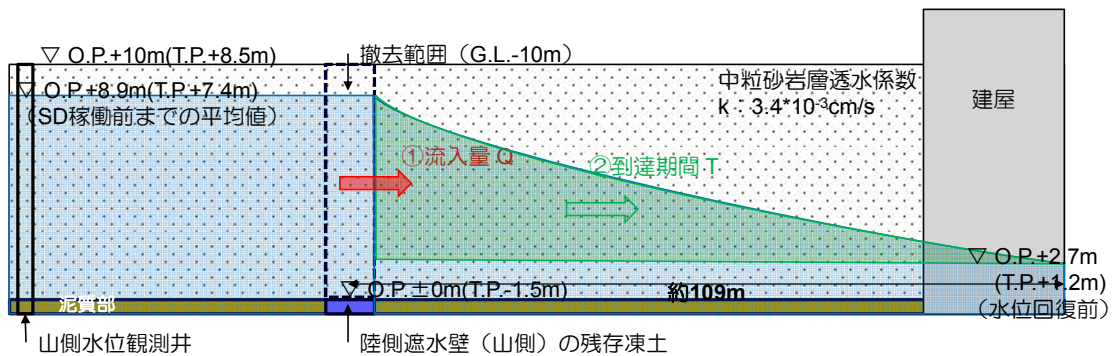 ▽ O.P.+10m(T.P.+8.5m)
撤去範囲（G.L.-10m）
▽ O.P.+8.9m(T.P.+7.4m)
（SD稼働前までの平均値）
中粒砂岩層透水係数
k：3.4*10-3cm/s
建屋
①流入量 Q
②到達期間 T
▽ O.P.+2.7m
(T.P.+1.2m)
（水位回復前）
▽ O.P.±0m(T.P.-1.5m)
約109m
泥質部
山側水位観測井
陸側遮水壁（山側）の残存凍土